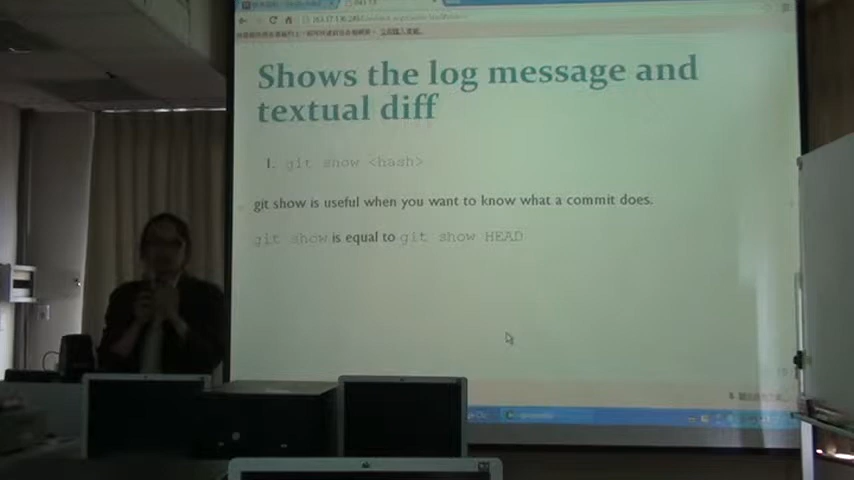 Shows the log message and
textual diff
1. git show <hash>
git show is useful when you want to know what a commit does.
git show is equal to git show HEAD